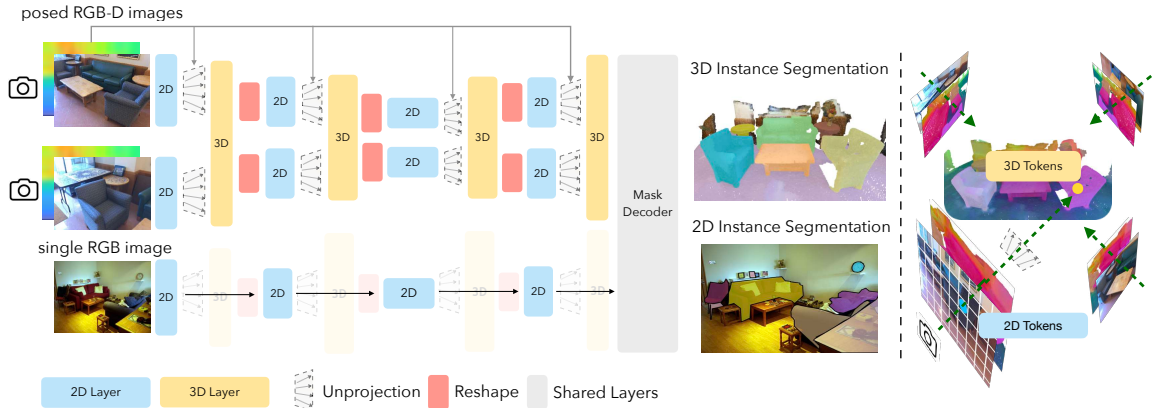 posed RGB-D images
2D
3D
2D
3D
2D
3D
2D
3D
2D
2D
2D
2D
single RGB image
2D
3D
2D
3D
2D
3D
2D
3D
Mask
Decoder
3D Instance Segmentation
2D Instance Segmentation
3D Tokens
2D Tokens
2D Layer
3D Layer
Unprojection
Reshape
Shared Layers